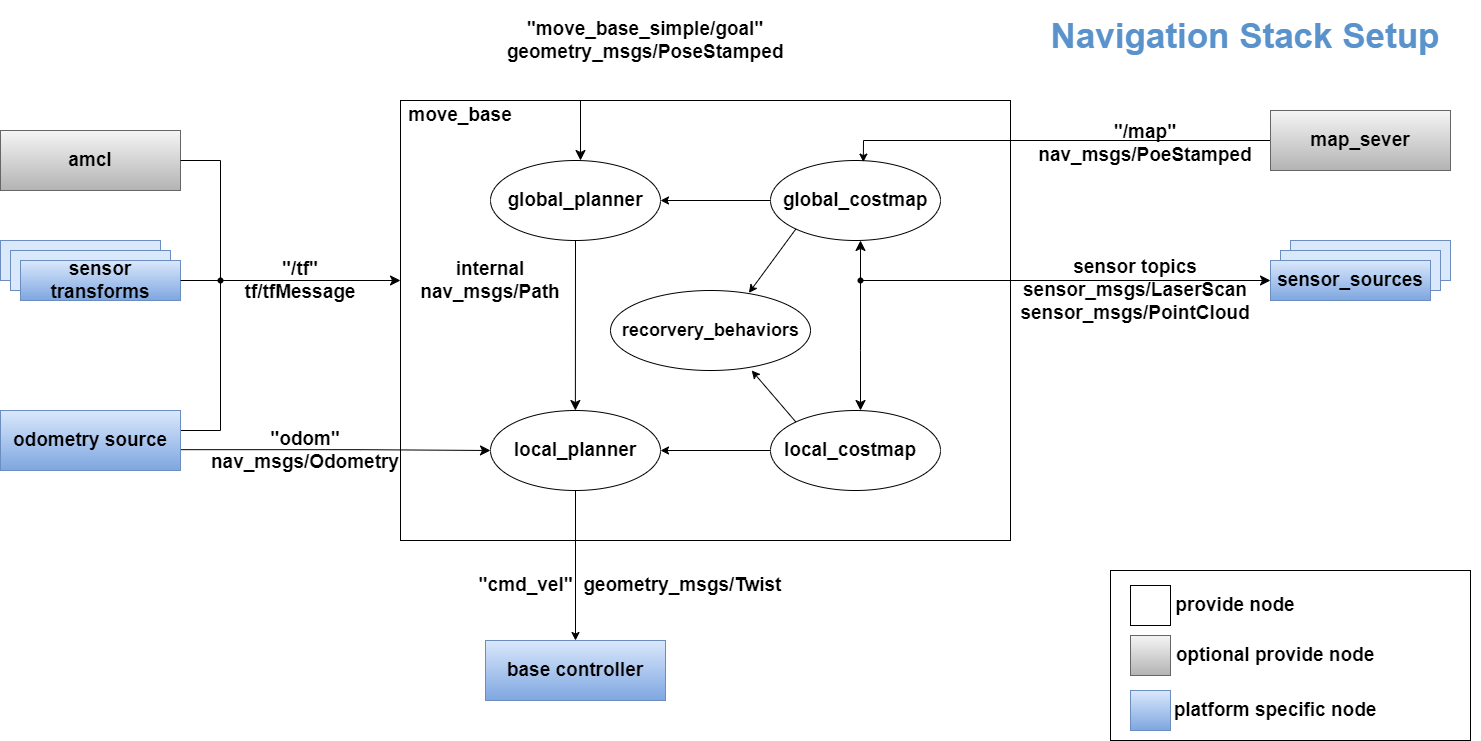 "move_base_simple/goal"
geometry_msgs/PoseStamped
Navigation Stack Setup
move_base
amcl
"/map"
nav_msgs/PoeStamped
map_sever
global_planner
global_costmap
sensor
transforms
"/tf"
tf/tfMessage
internal
nav_msgs/Path
sensor topics
sensor_msgs/LaserScan
sensor_msgs/PointCloud
sensor_sources
recorvery_behaviors
odometry source
"odom"
nav_msgs/Odometry
local_planner
local_costmap
"cmd_vel" geometry_msgs/Twist
base controller
provide node
optional provide node
platform specific node